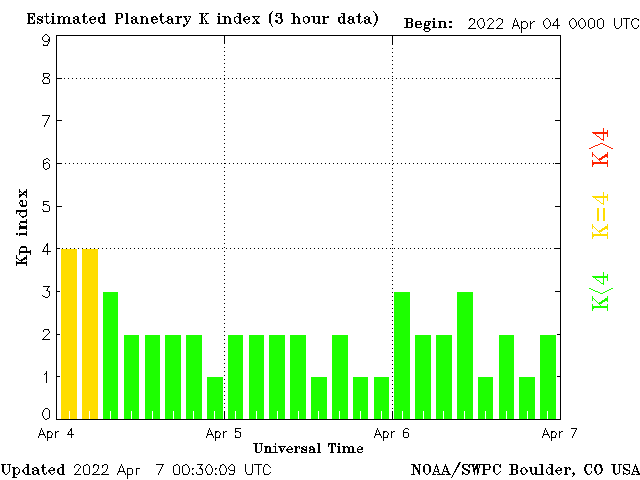 Estimated Planetary K index (3 hour data)
Begin: 2022 Apr 04 0000 UTC
9
8
7
6
5
4
3
2
1
0
Kp index
Apr 4
Apr 5
Apr 6
Apr 7
Universal Time
K>4
K=4
K<4
Updated 2022 Apr 7 00:30:09 UTC
NOAA/SWPC Boulder, CO USA